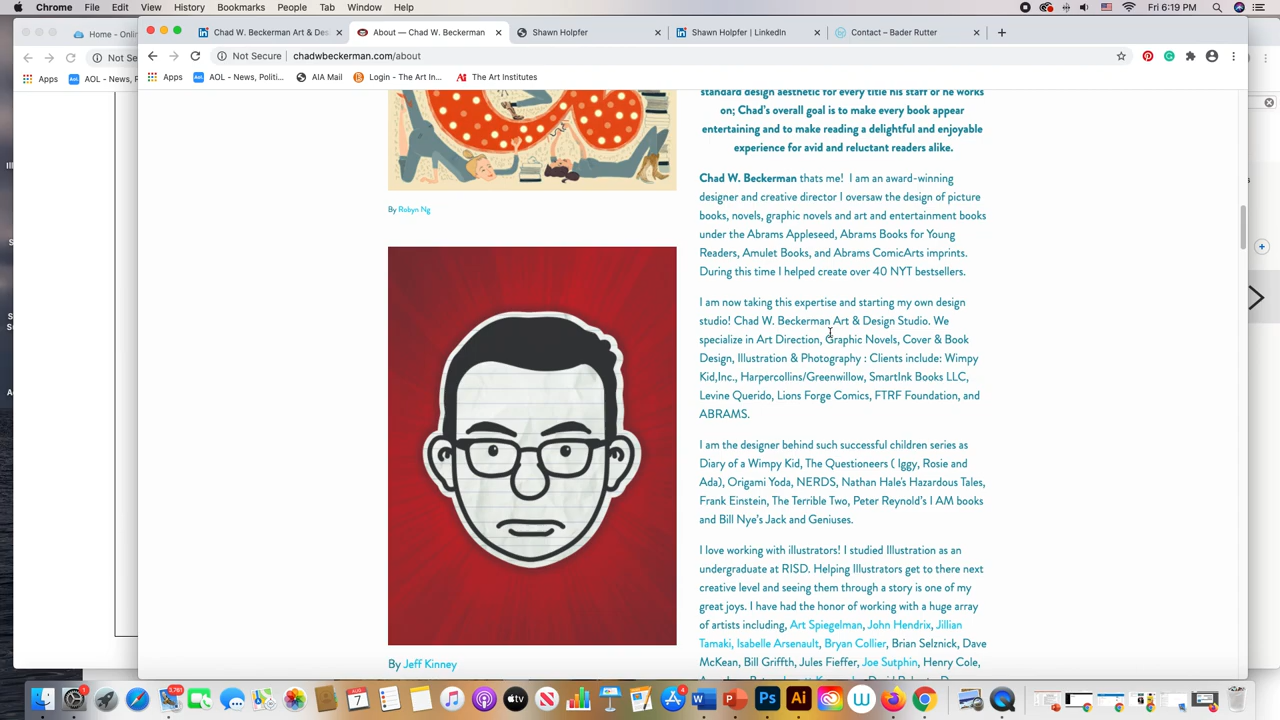 Chrome File Edit View History Bookmarks People Tab Window Help
Fri 6:19 PM
Home - Onlin
Chad W. Beckerman Art & Des
About — Chad W. Beckerman
Shawn Holpfer
Shawn Holpfer | LinkedIn
Contact – Bader Rutter
Not Se
Not Secure | chadwbeckerman.com/about
Apps
AOL - News, P
Apps
AOL - News, Politi...
AIA Mail
Login - The Art In...
The Art Institutes
standard design aesthetic for every title his staff or he works
on; Chad's overall goal is to make every book appear
entertaining and to make reading a delightful and enjoyable
experience for avid and reluctant readers alike.
By Robyn Ng
Chad W. Beckerman thats me! I am an award-winning
designer and creative director I oversaw the design of picture
books, novels, graphic novels and art and entertainment books
under the Abrams Appleseed, Abrams Books for Young
Readers, Amulet Books, and Abrams ComicArts imprints.
During this time I helped create over 40 NYT bestsellers.
I am now taking this expertise and starting my own design
studio! Chad W. Beckerman Art & Design Studio. We
specialize in Art Direction, Graphic Novels, Cover & Book
Design, Illustration & Photography : Clients include: Wimpy
Kid,Inc., Harpercollins/Greenwillow, SmartInk Books LLC,
Levine Querido, Lions Forge Comics, FTRF Foundation, and
ABRAMS.
I am the designer behind such successful children series as
Diary of a Wimpy Kid, The Questioneers ( Iggy, Rosie and
Ada), Origami Yoda, NERDS, Nathan Hale's Hazardous Tales,
Frank Einstein, The Terrible Two, Peter Reynold's I AM books
and Bill Nye's Jack and Geniuses.
I love working with illustrators! I studied Illustration as an
undergraduate at RISD. Helping Illustrators get to there next
creative level and seeing them through a story is one of my
great joys. I have had the honor of working with a huge array
of artists including, Art Spiegelman, John Hendrix, Jillian
Tamaki, Isabelle Arsenault, Bryan Collier, Brian Selznick, Dave
McKean, Bill Griffth, Jules Fieffer, Joe Sutphin, Henry Cole,
By Jeff Kinney
AUG
7
3,761